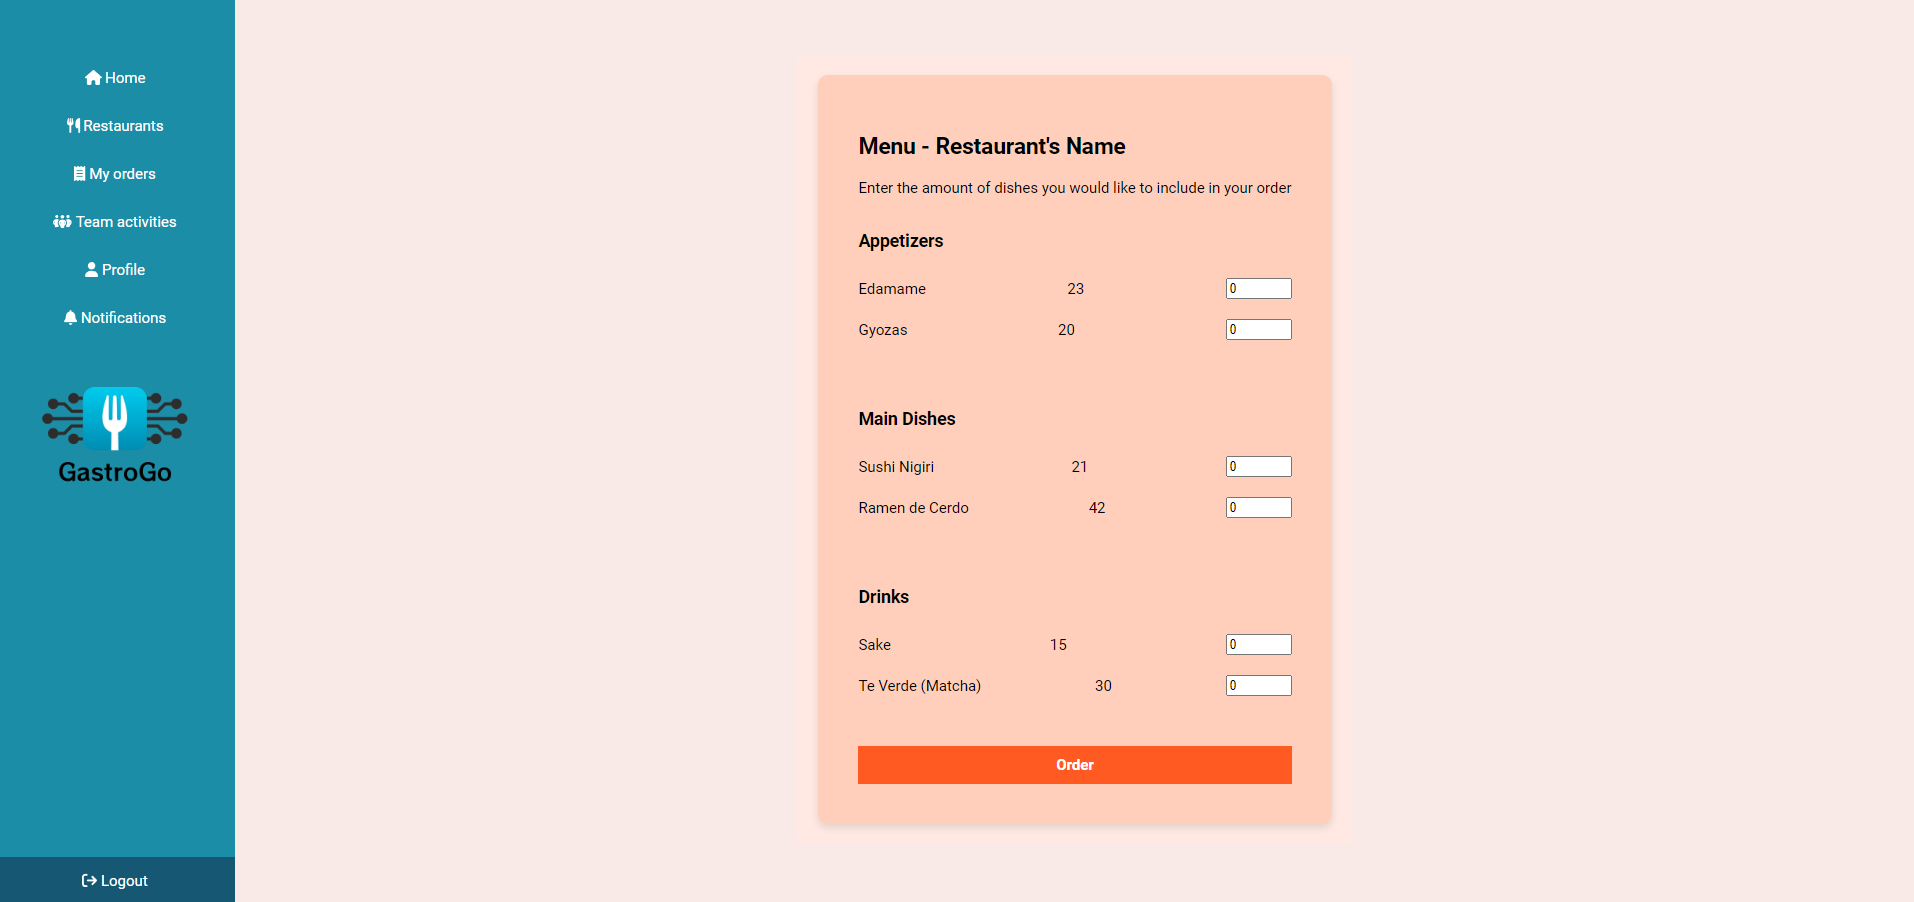 Home
Restaurants
My orders
Team activities
Profile
Notifications
GastroGo
Logout
Menu - Restaurant's Name
Enter the amount of dishes you would like to include in your order
Appetizers
Edamame 23 0
Gyozas 20 0
Main Dishes
Sushi Nigiri 21 0
Ramen de Cerdo 42 0
Drinks
Sake 15 0
Te Verde (Matcha) 30 0
Order